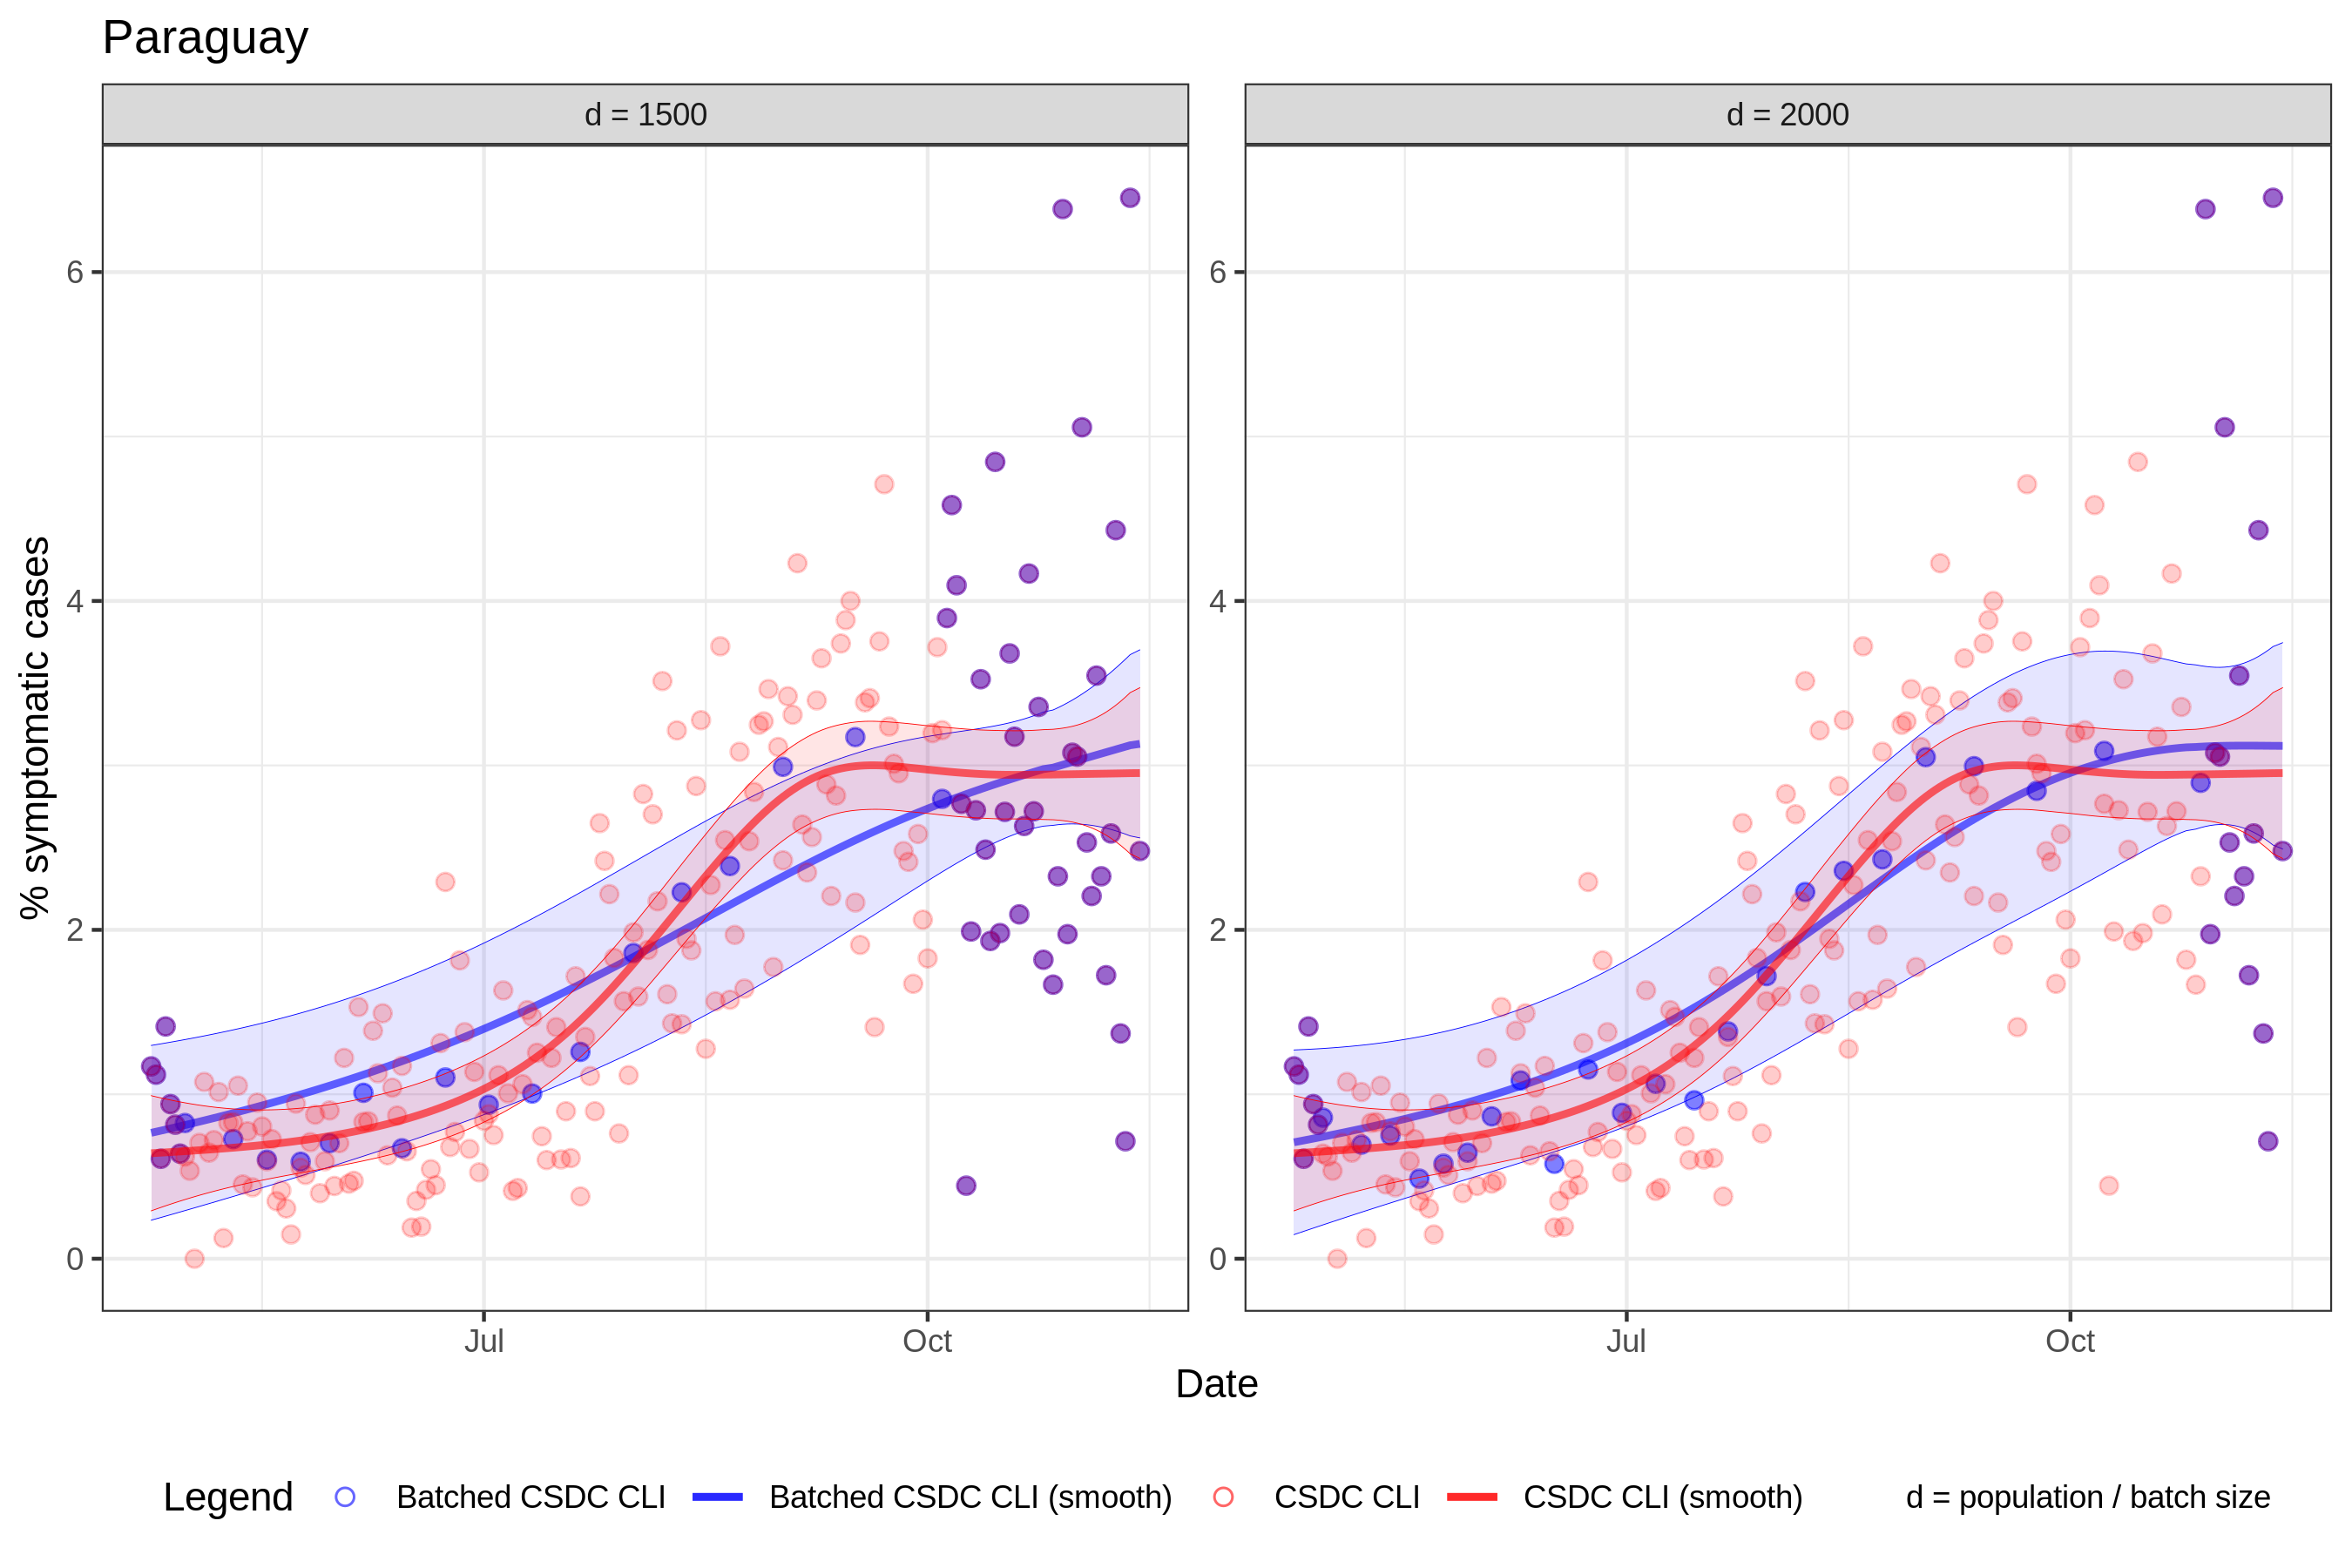 Paraguay
d = 1500
d = 2000
% symptomatic cases
6
4
2
0
6
4
2
0
Jul
Oct
Jul
Oct
Date
Legend
Batched CSDC CLI
Batched CSDC CLI (smooth)
CSDC CLI
CSDC CLI (smooth)
d = population / batch size